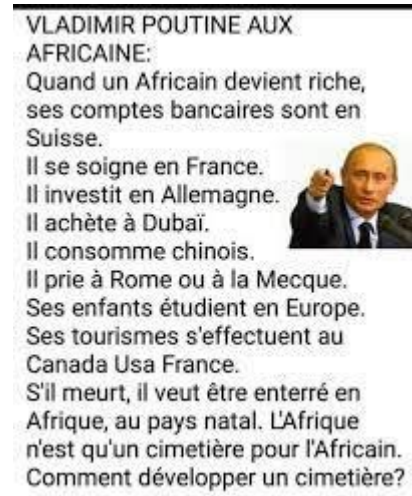 VLADIMIR POUTINE AUX
AFRICAINE:
Quand un Africain devient riche,
ses comptes bancaires sont en
Suisse.
Il se soigne en France.
Il investit en Allemagne.
Il achète à Dubaï.
Il consomme chinois.
Il prie à Rome ou à la Mecque.
Ses enfants étudient en Europe.
Ses tourismes s'effectuent au
Canada Usa France.
S'il meurt, il veut être enterré en
Afrique, au pays natal. L'Afrique
n'est qu'un cimetière pour l'Africain.
Comment développer un cimetière?